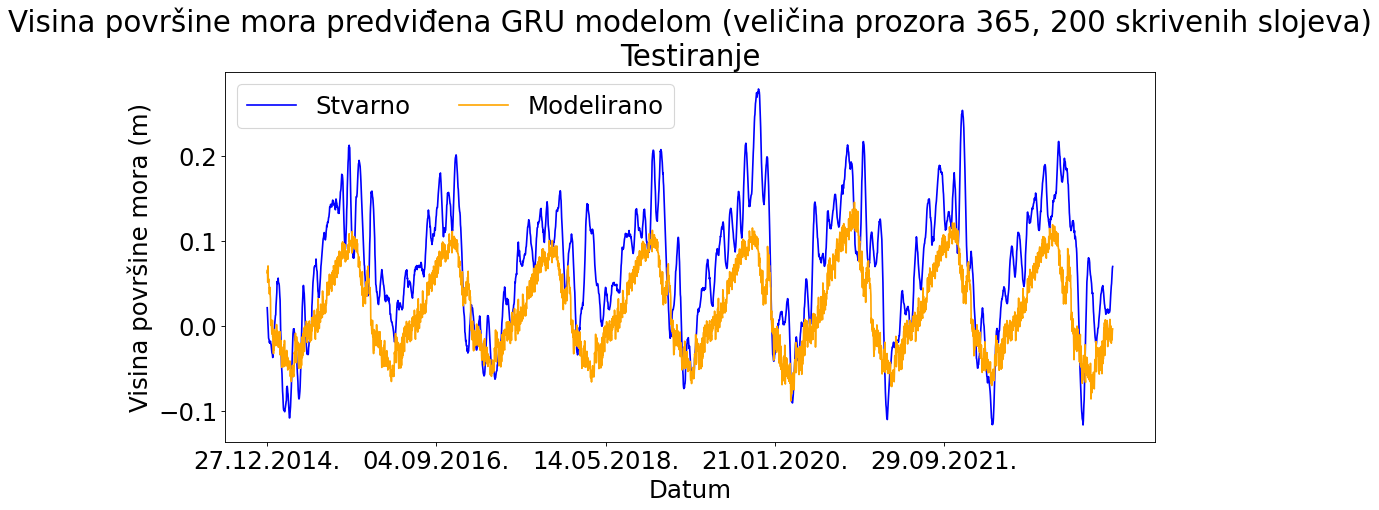 Visina površine mora predviđena GRU modelom (veličina prozora 365, 200 skrivenih slojeva)
Testiranje
Stvarno
Modelirano
Visina površine mora (m)
0.2
0.1
0.0
−0.1
27.12.2014.
04.09.2016.
14.05.2018.
21.01.2020.
29.09.2021.
Datum